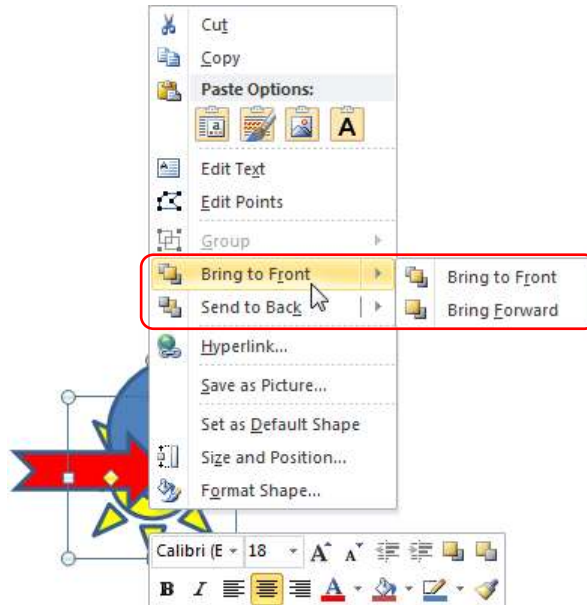 Cut
Copy
Paste Options:
a
A
Edit Text
Edit Points
Group
Bring to Front
Bring to Front
Send to Back
Bring Forward
Hyperlink...
Save as Picture...
Set as Default Shape
Size and Position...
Format Shape...
Calibri (E 18 A A
B I A